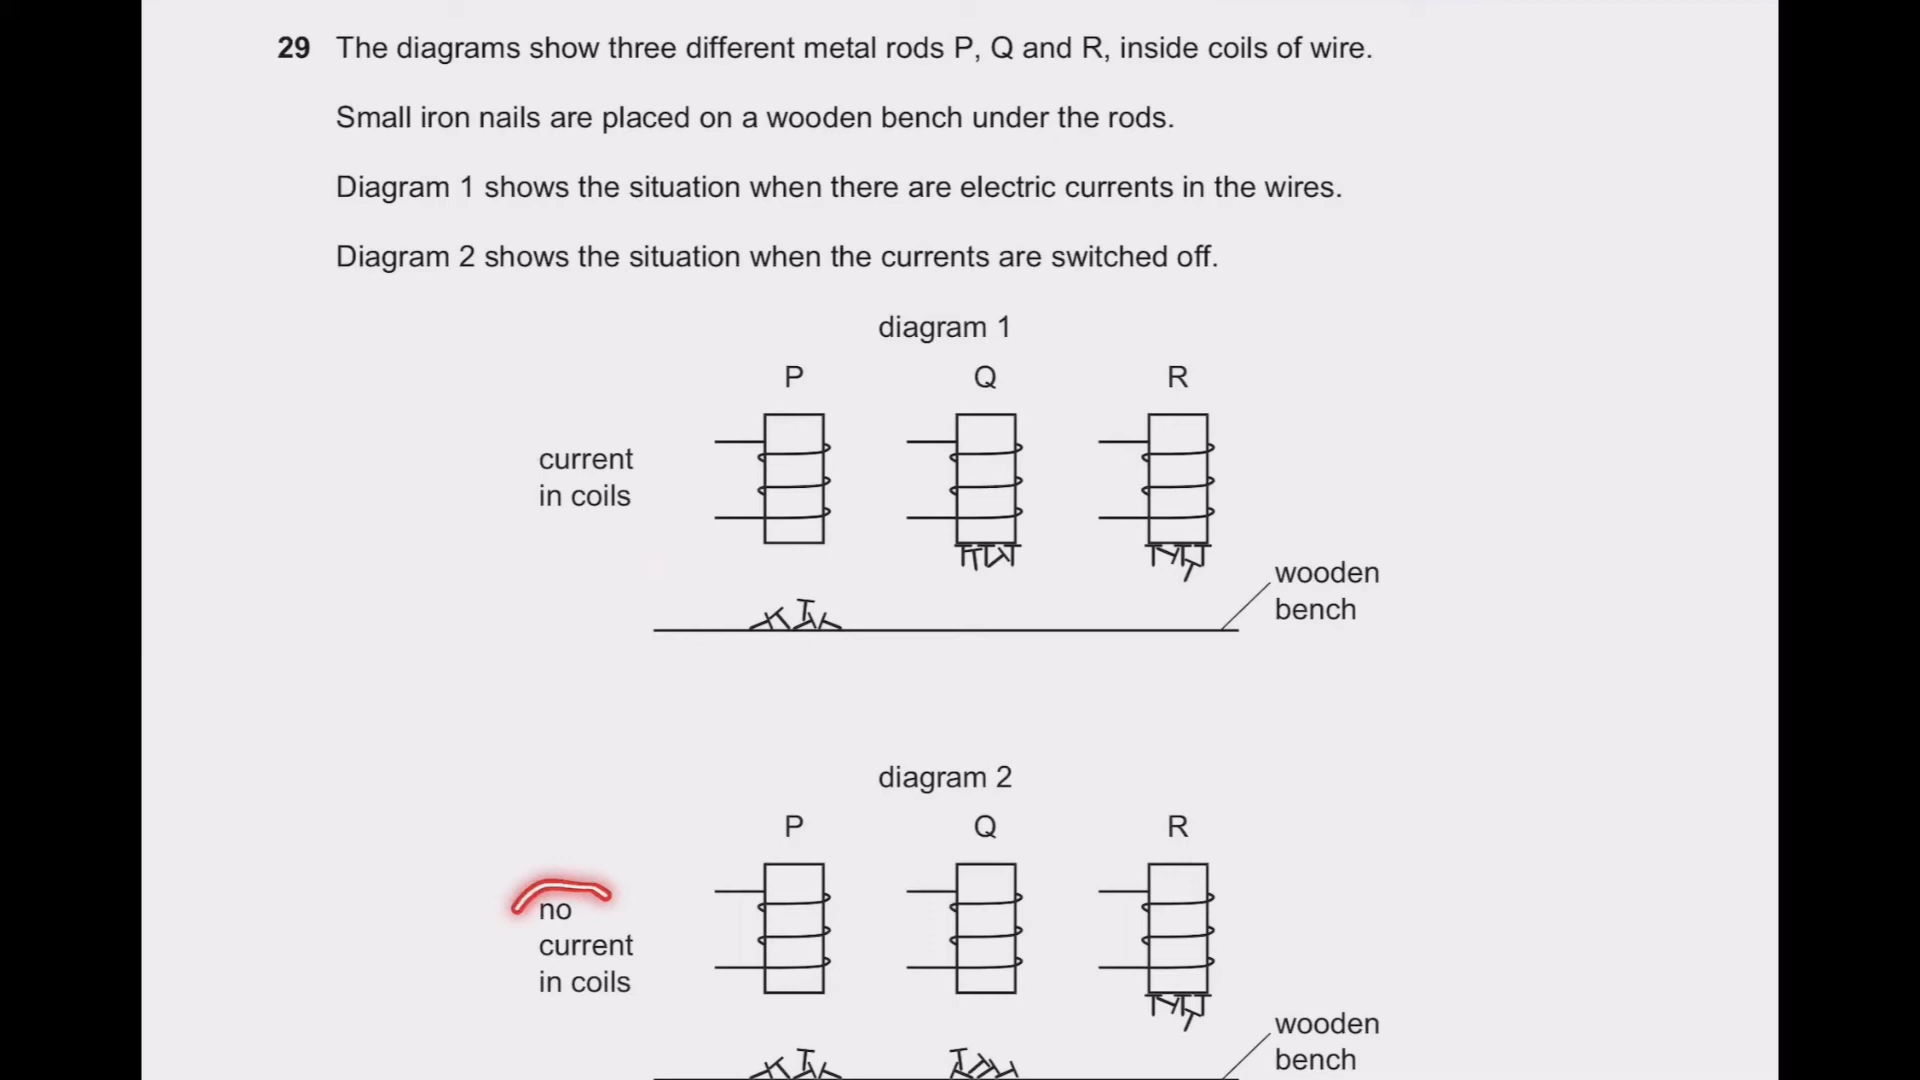 29 The diagrams show three different metal rods P, Q and R, inside coils of wire.
Small iron nails are placed on a wooden bench under the rods.
Diagram 1 shows the situation when there are electric currents in the wires.
Diagram 2 shows the situation when the currents are switched off.
diagram 1
P Q R
current
in coils
wooden
bench
diagram 2
P Q R
no
current
in coils
wooden
bench